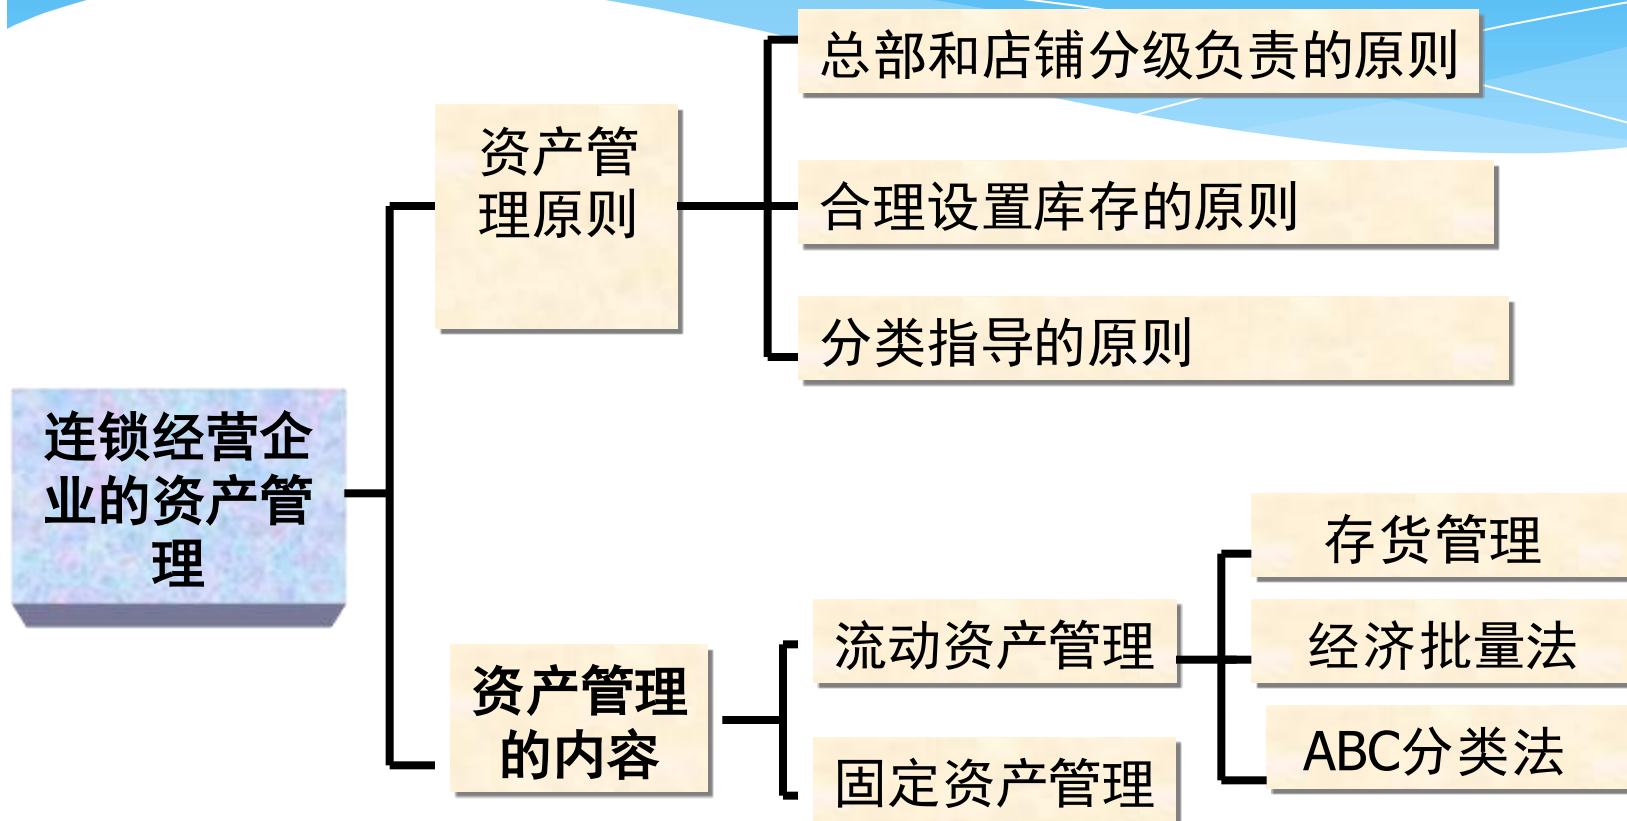 总部和店铺分级负责的原则
资产管
理原则
合理设置库存的原则
分类指导的原则
连锁经营企
业的资产管
理
存货管理
流动资产管理
经济批量法
资产管理
的内容
ABC分类法
固定资产管理